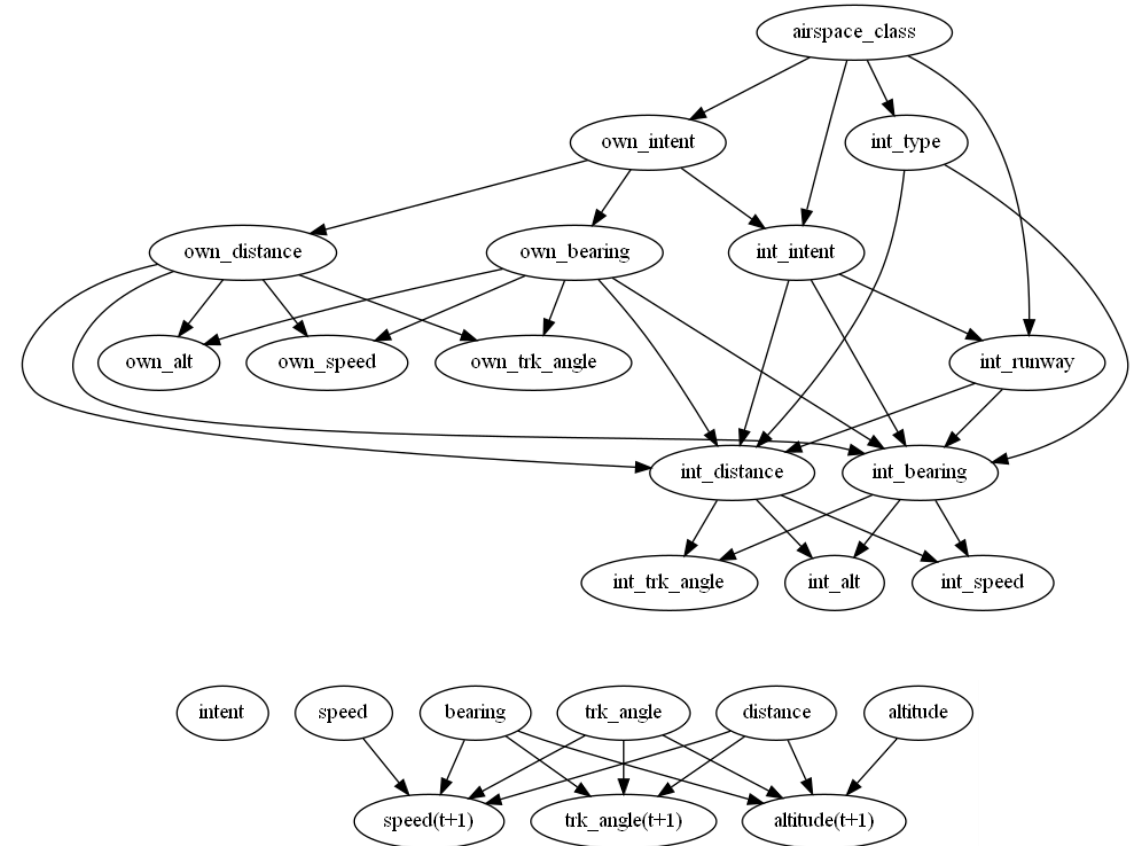 airspace_class
own_intent
int_type
own_distance
own_bearing
int_intent
own_alt
own_speed
own_trk_angle
int_runway
int_distance
int_bearing
int_trk_angle
int_alt
int_speed
intent
speed
bearing
trk_angle
distance
altitude
speed(t+1)
trk_angle(t+1)
altitude(t+1)